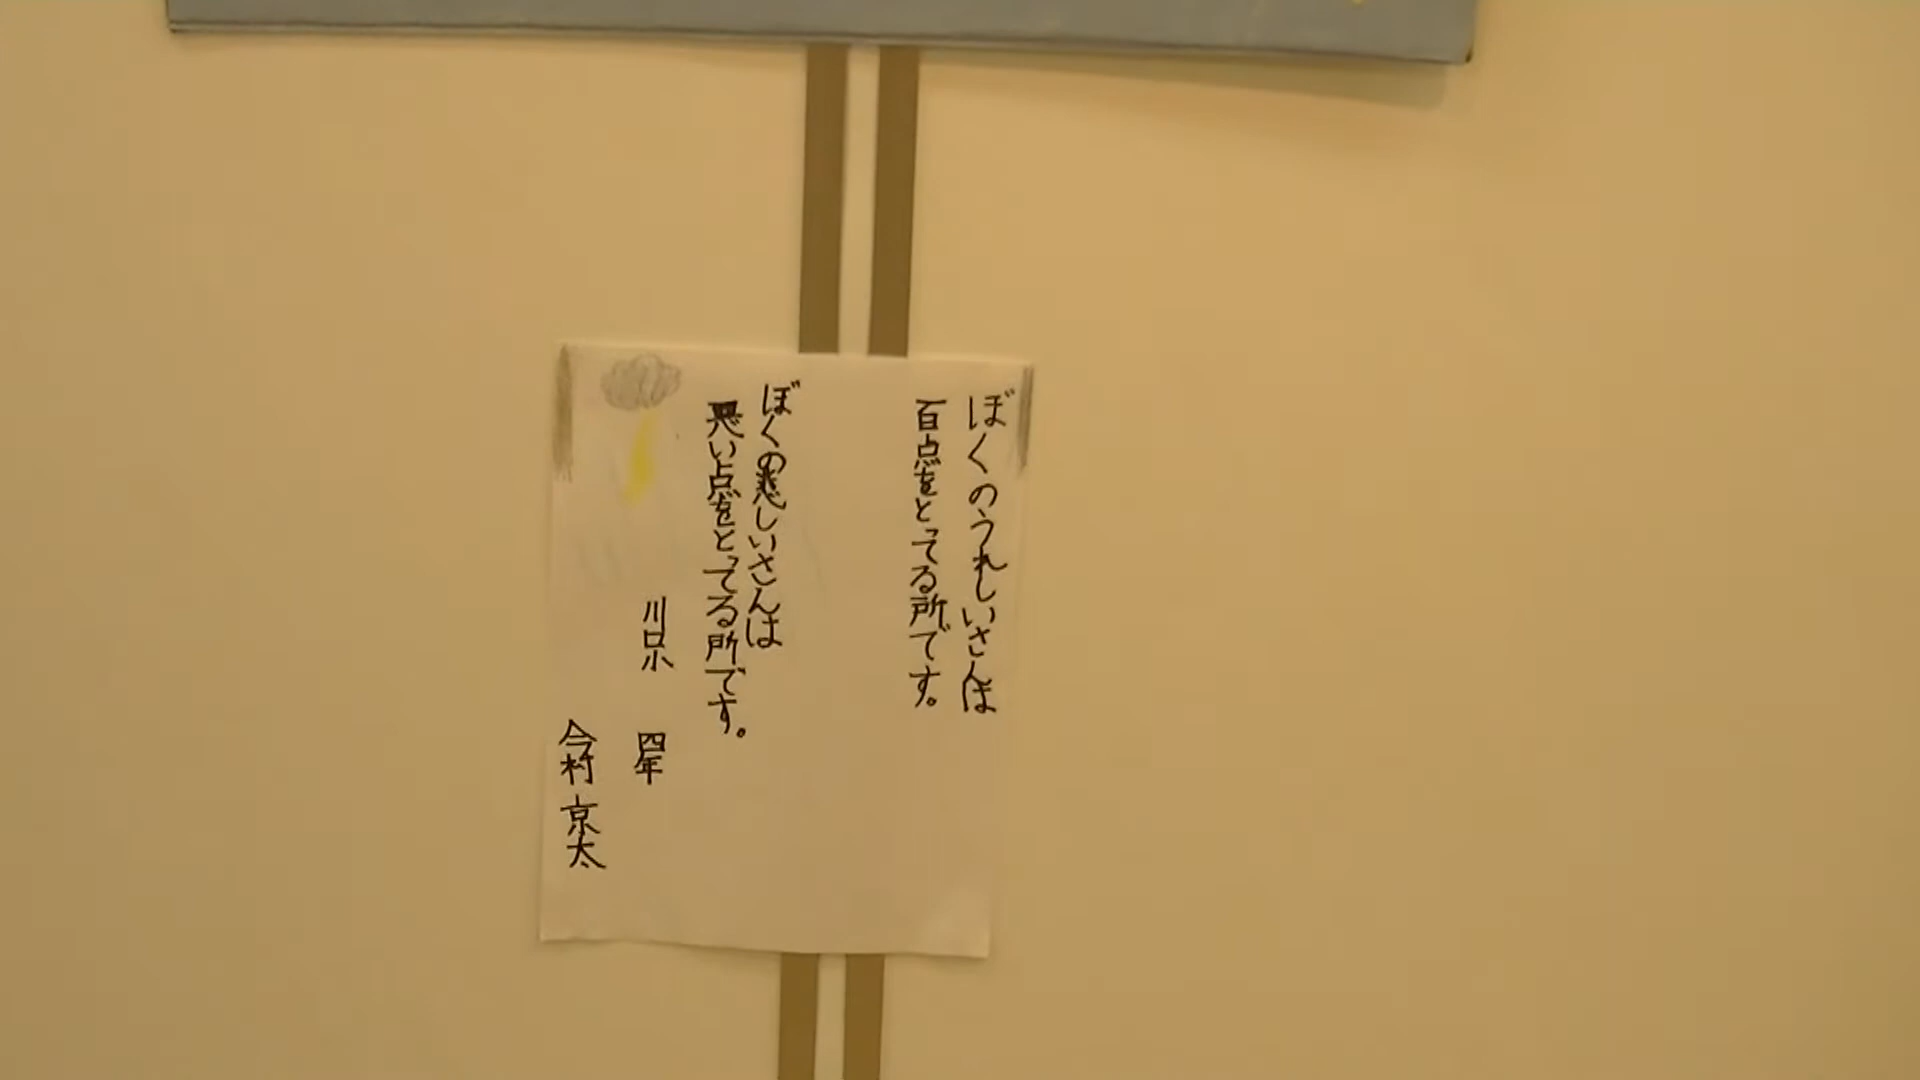 ぼくのうれしいさんは
百点をとってる所です。
ぼくの悲しいさんは
悪い点をとってる所です。
川口小 四年
今村京太